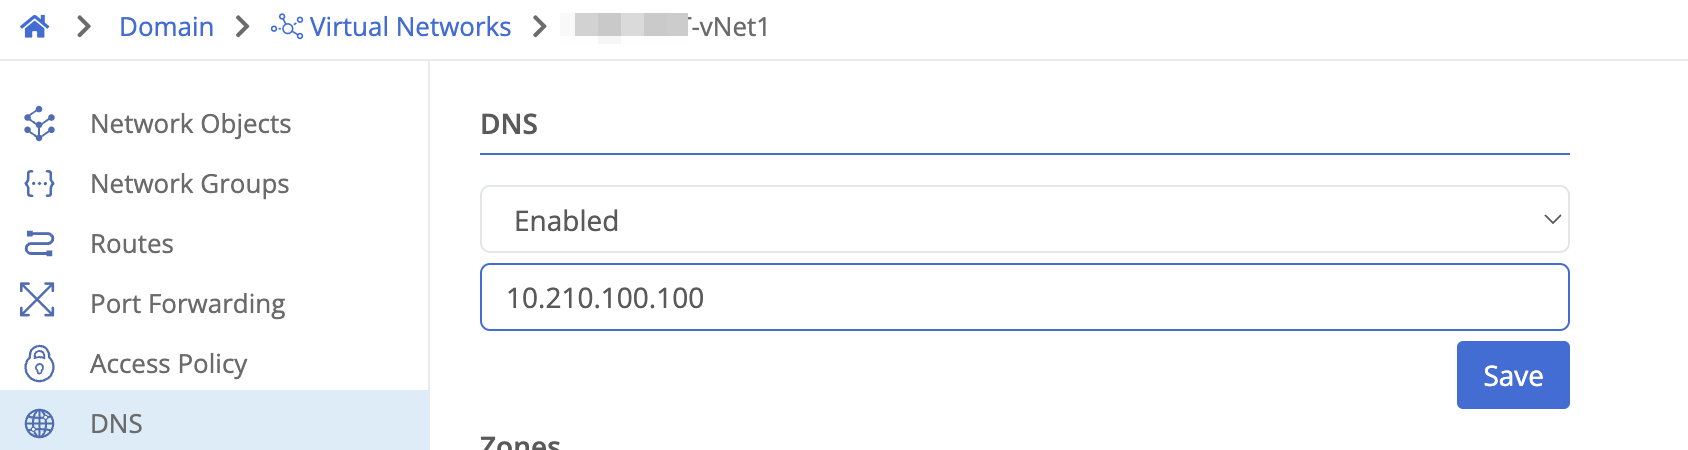 Domain Virtual Networks -vNet1
Network Objects
Network Groups
Routes
Port Forwarding
Access Policy
DNS
DNS
Enabled
10.210.100.100
Save
Zones